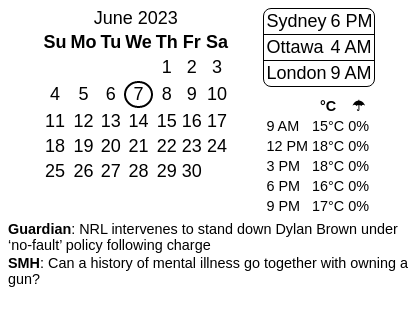 June 2023
Su Mo Tu We Th Fr Sa
1 2 3
4 5 6 7 8 9 10
11 12 13 14 15 16 17
18 19 20 21 22 23 24
25 26 27 28 29 30
Sydney 6 PM
Ottawa 4 AM
London 9 AM
°C ☂
9 AM 15°C 0%
12 PM 18°C 0%
3 PM 18°C 0%
6 PM 16°C 0%
9 PM 17°C 0%
Guardian: NRL intervenes to stand down Dylan Brown under
‘no-fault’ policy following charge
SMH: Can a history of mental illness go together with owning a
gun?